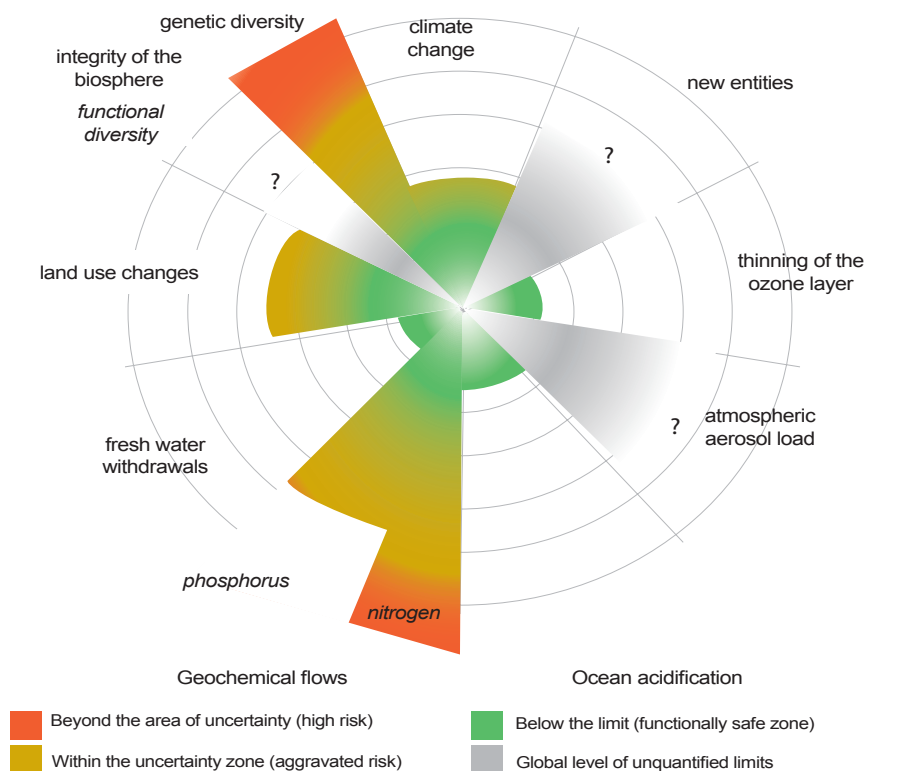 genetic diversity
climate
change
integrity of the
biosphere
new entities
functional
diversity
?
?
thinning of the
ozone layer
land use changes
atmospheric
aerosol load
?
fresh water
withdrawals
phosphorus
nitrogen
Geochemical flows
Ocean acidification
Beyond the area of uncertainty (high risk)
Below the limit (functionally safe zone)
Within the uncertainty zone (aggravated risk)
Global level of unquantified limits